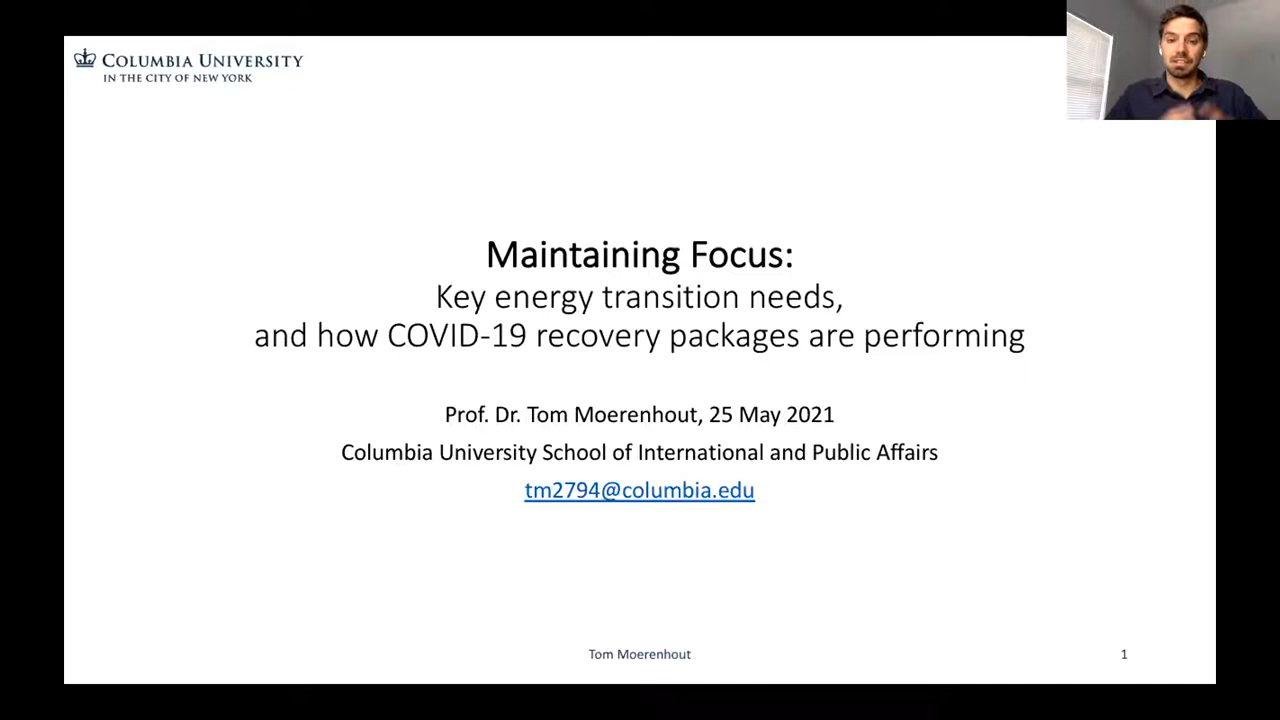 COLUMBIA UNIVERSITY
IN THE CITY OF NEW YORK
Maintaining Focus:
Key energy transition needs,
and how COVID-19 recovery packages are performing
Prof. Dr. Tom Moerenhout, 25 May 2021
Columbia University School of International and Public Affairs
tm2794@columbia.edu
Tom Moerenhout
1